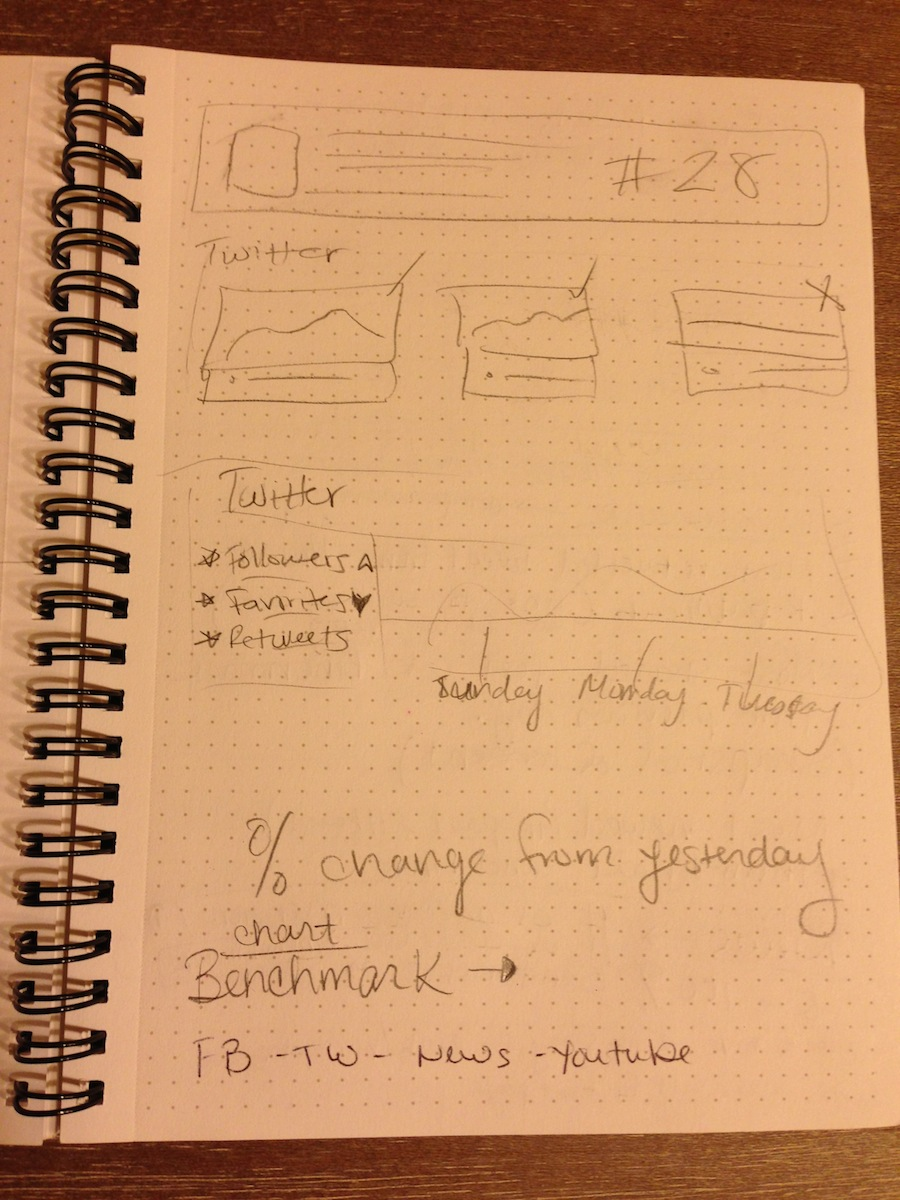 #28
Twitter
Twitter
Followers
Favorites
Retweets
Sunday Monday Tuesday
% change from yesterday
chart
Benchmark →
FB - TW - News - Youtube